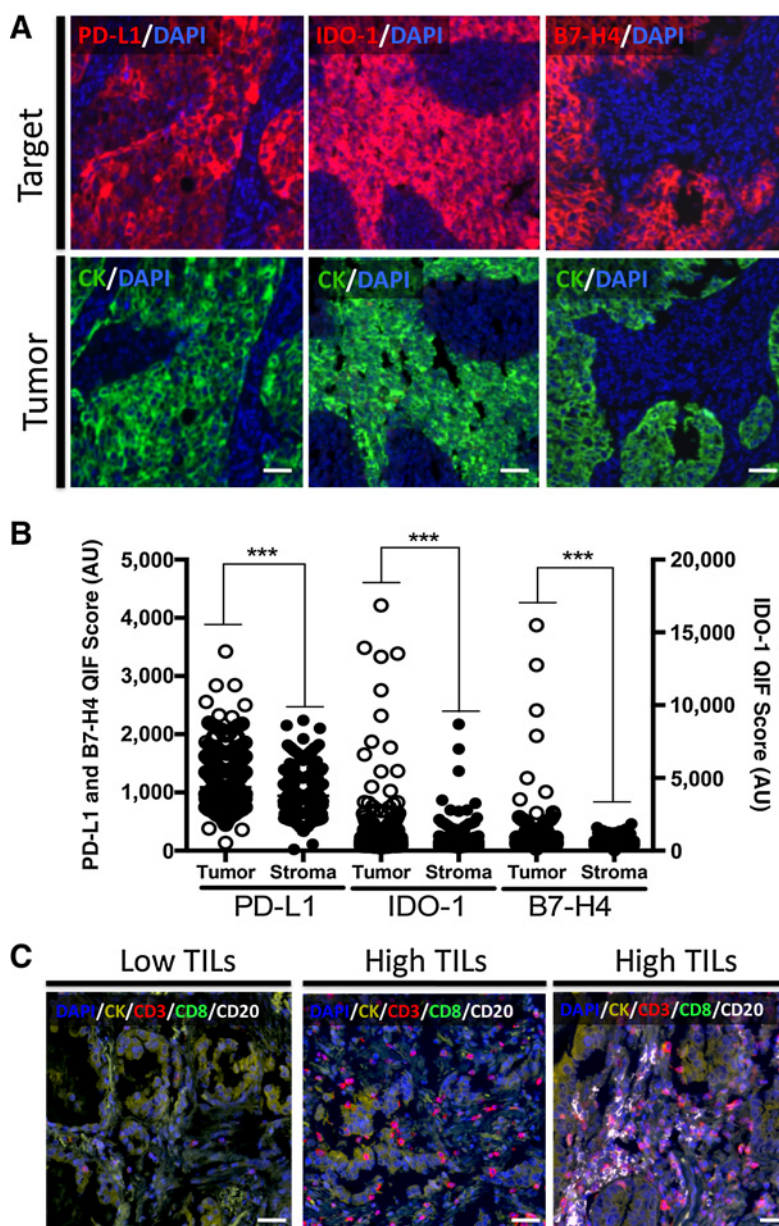 A
PD-L1/DAPI
IDO-1/DAPI
B7-H4/DAPI
Target
CK/DAPI
CK/DAPI
CK/DAPI
Tumor
B
PD-L1 and B7-H4 QIF Score (AU)
5,000
4,000
3,000
2,000
1,000
0
***
***
***
20,000
15,000
10,000
5,000
0
IDO-1 QIF Score (AU)
Tumor Stroma Tumor Stroma Tumor Stroma
PD-L1 IDO-1 B7-H4
C
Low TILs
High TILs
High TILs
DAPI/CK/CD3/CD8/CD20
DAPI/CK/CD3/CD8/CD20
DAPI/CK/CD3/CD8/CD20